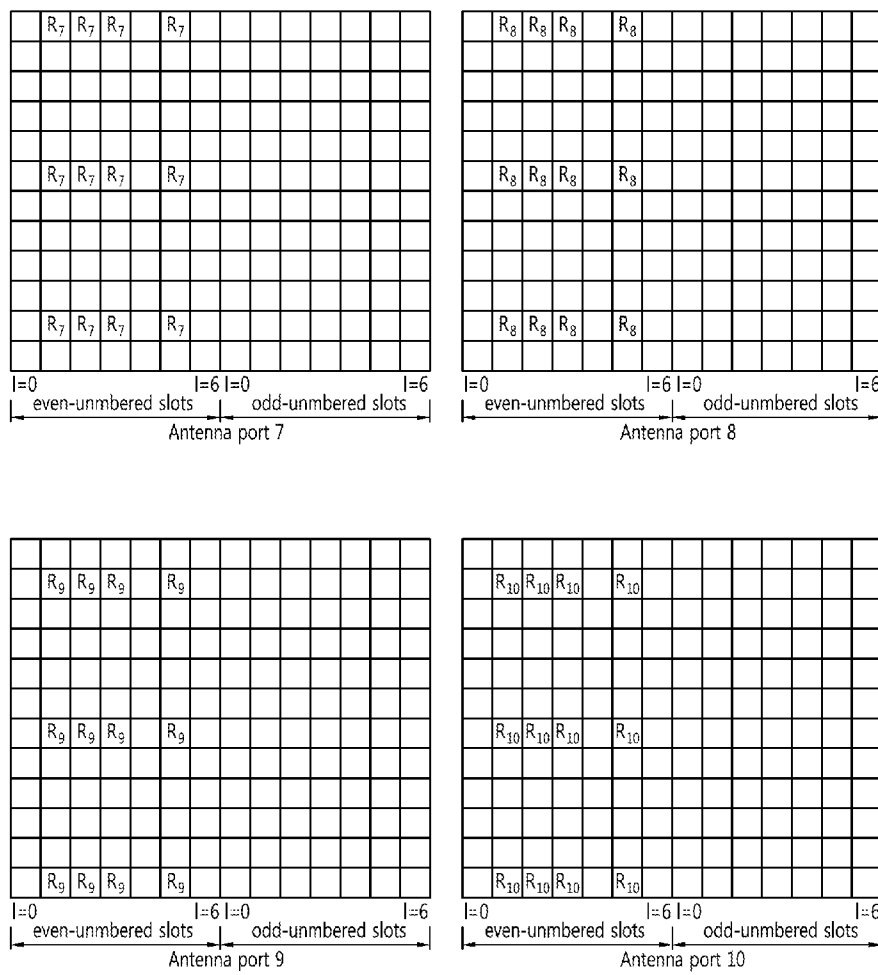 R7 R7 R7 R7 R8 R8 R8 R8
R7 R7 R7 R7 R8 R8 R8 R8
R7 R7 R7 R7 R8 R8 R8 R8
l=0 l=6 l=0 l=6 l=0 l=6 l=0 l=6
even-unmbered slots odd-unmbered slots even-unmbered slots odd-unmbered slots
Antenna port 7 Antenna port 8
R9 R9 R9 R9 R10 R10 R10 R10
R9 R9 R9 R9 R10 R10 R10 R10
R9 R9 R9 R9 R10 R10 R10 R10
l=0 l=6 l=0 l=6 l=0 l=6 l=0 l=6
even-unmbered slots odd-unmbered slots even-unmbered slots odd-unmbered slots
Antenna port 9 Antenna port 10